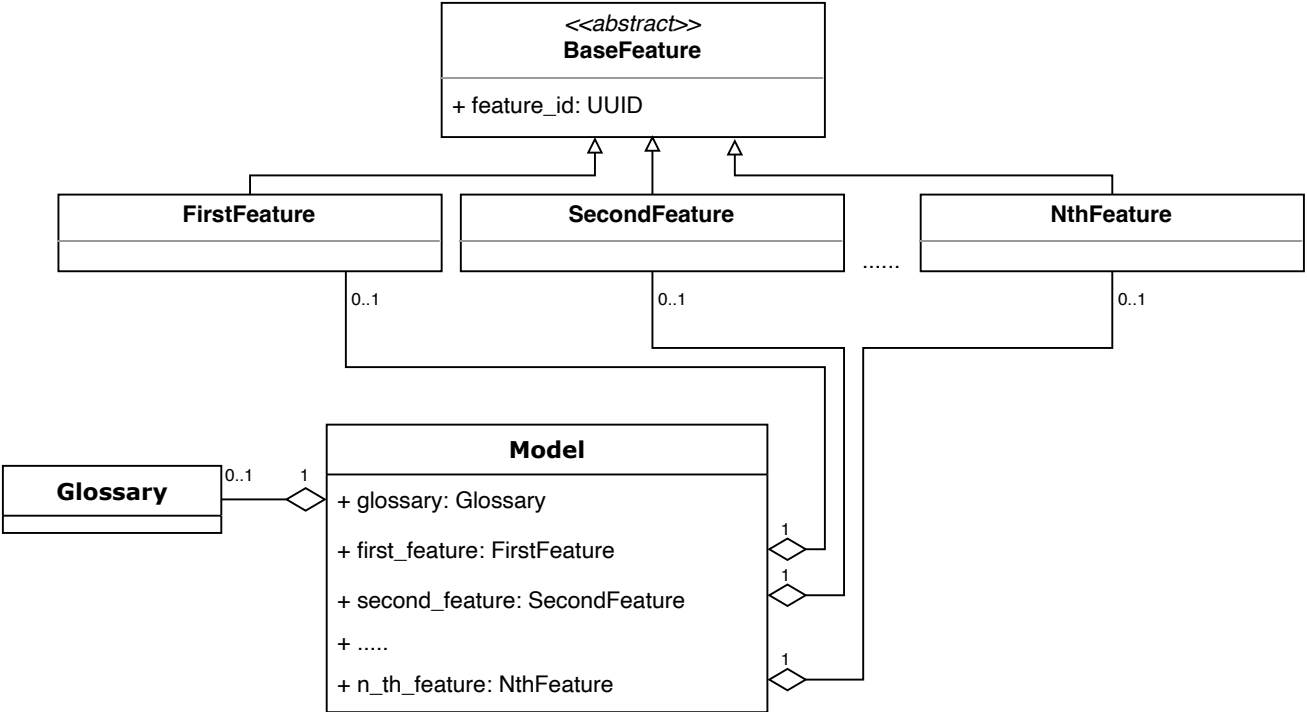 <<abstract>>
BaseFeature
+ feature_id: UUID
FirstFeature
SecondFeature
......
NthFeature
0..1
0..1
0..1
Glossary
0..1
1
Model
+ glossary: Glossary
+ first_feature: FirstFeature
+ second_feature: SecondFeature
+ .....
+ n_th_feature: NthFeature
1
1
1